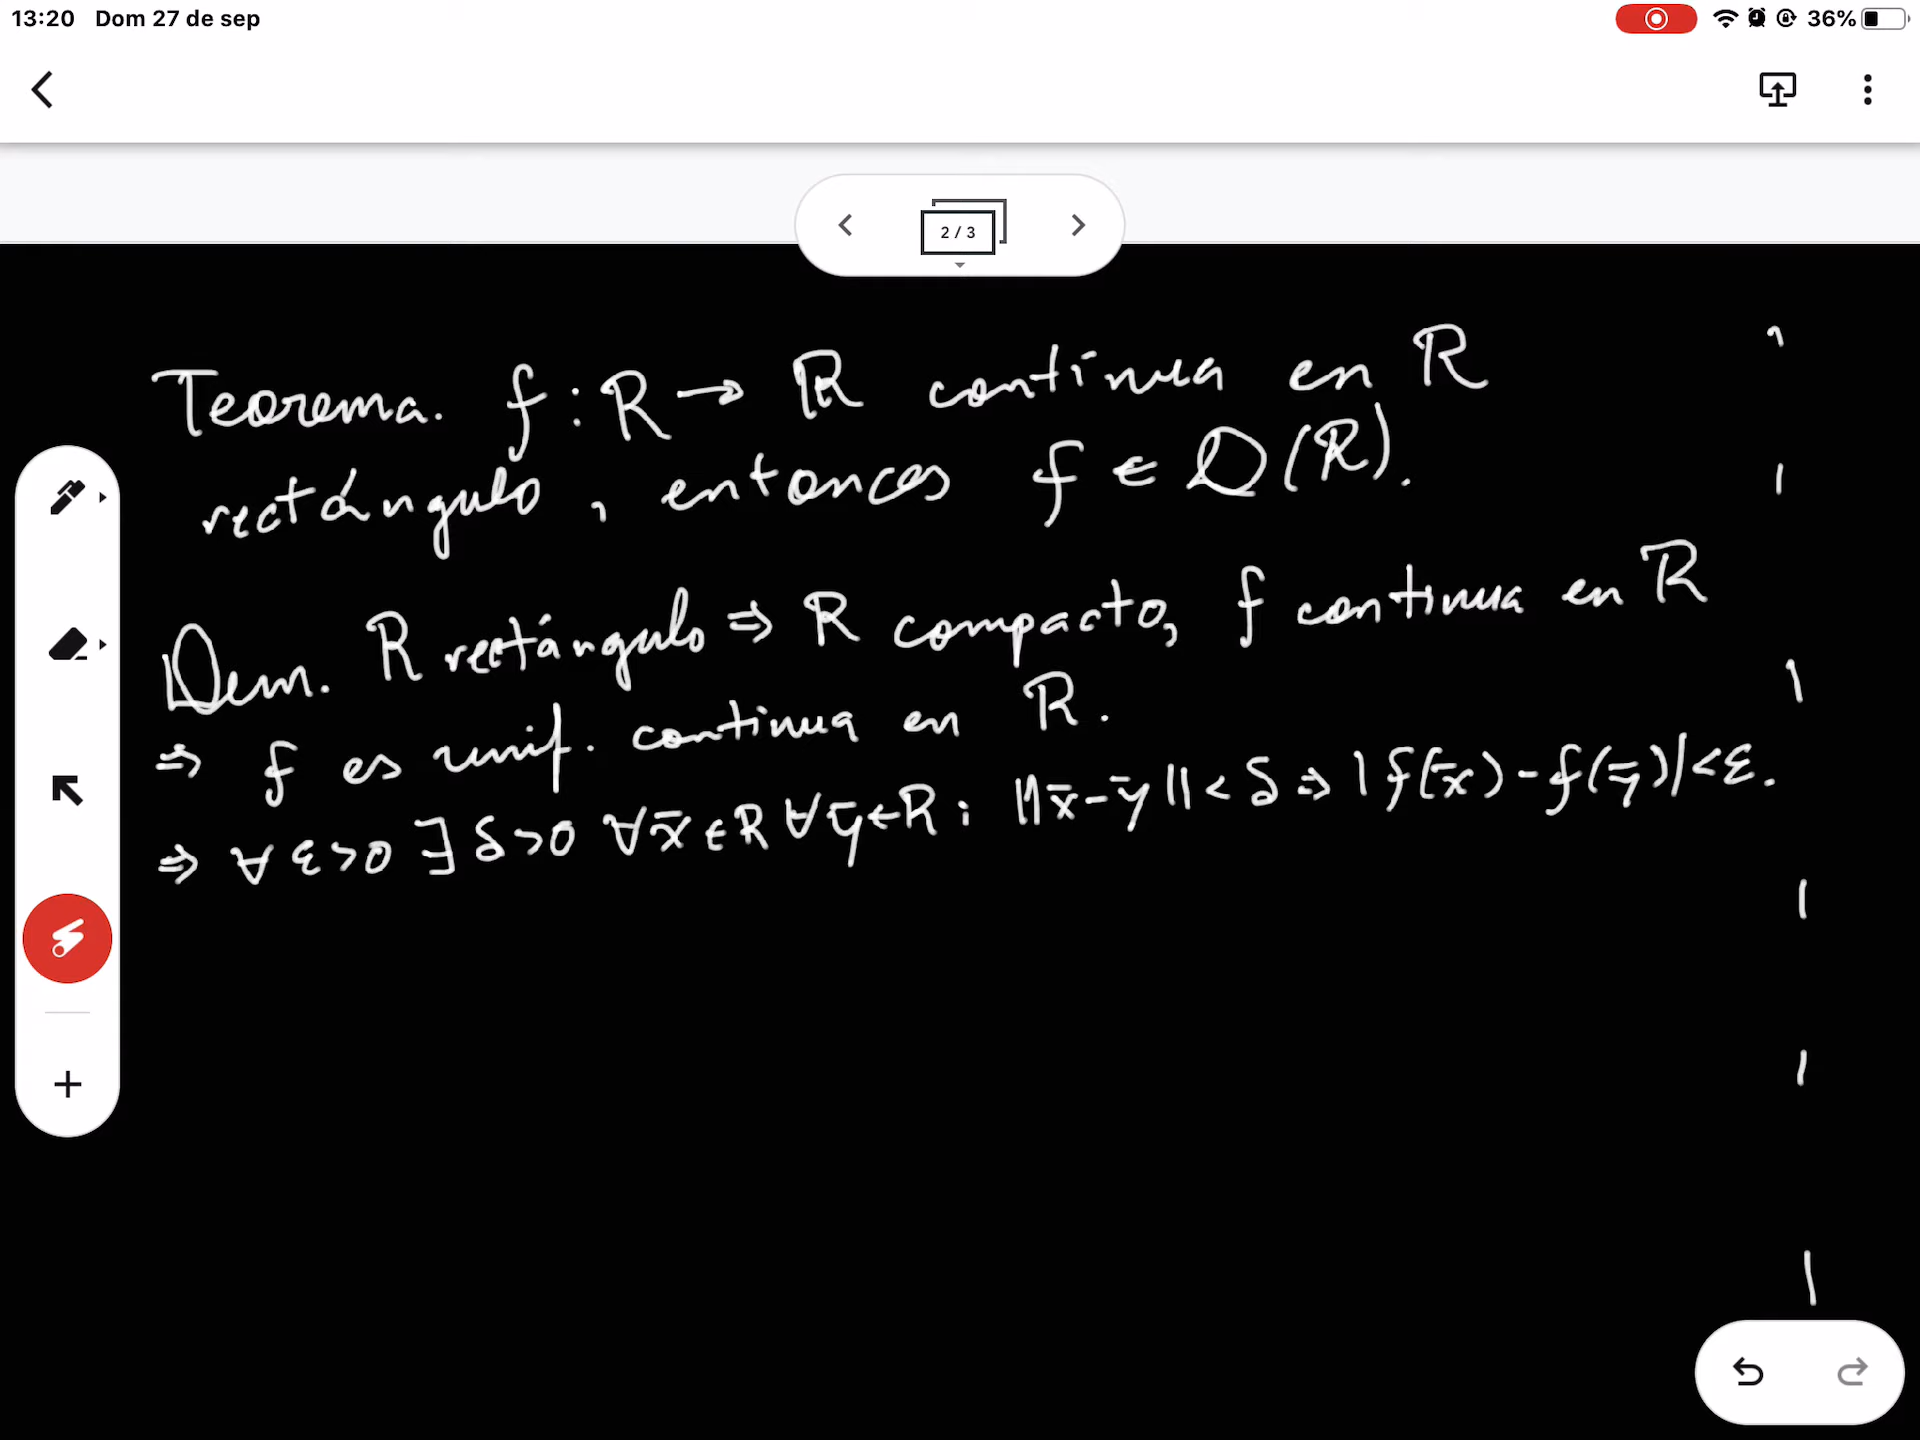 13:20 Dom 27 de sep 36%
2 / 3
Teorema. f : R → ℝ continua en R
rectángulo, entonces f ∈ (R).
Dem. R rectángulo ⇒ R compacto, f continua en R
⇒ f es unif. continua en R.
⇒ ∀ ε > 0 ∃ δ > 0 ∀ x̄ ∈ R ∀ ȳ ∈ R : ‖x̄ - ȳ‖ < δ ⇒ |f(x̄) - f(ȳ)| < ε.